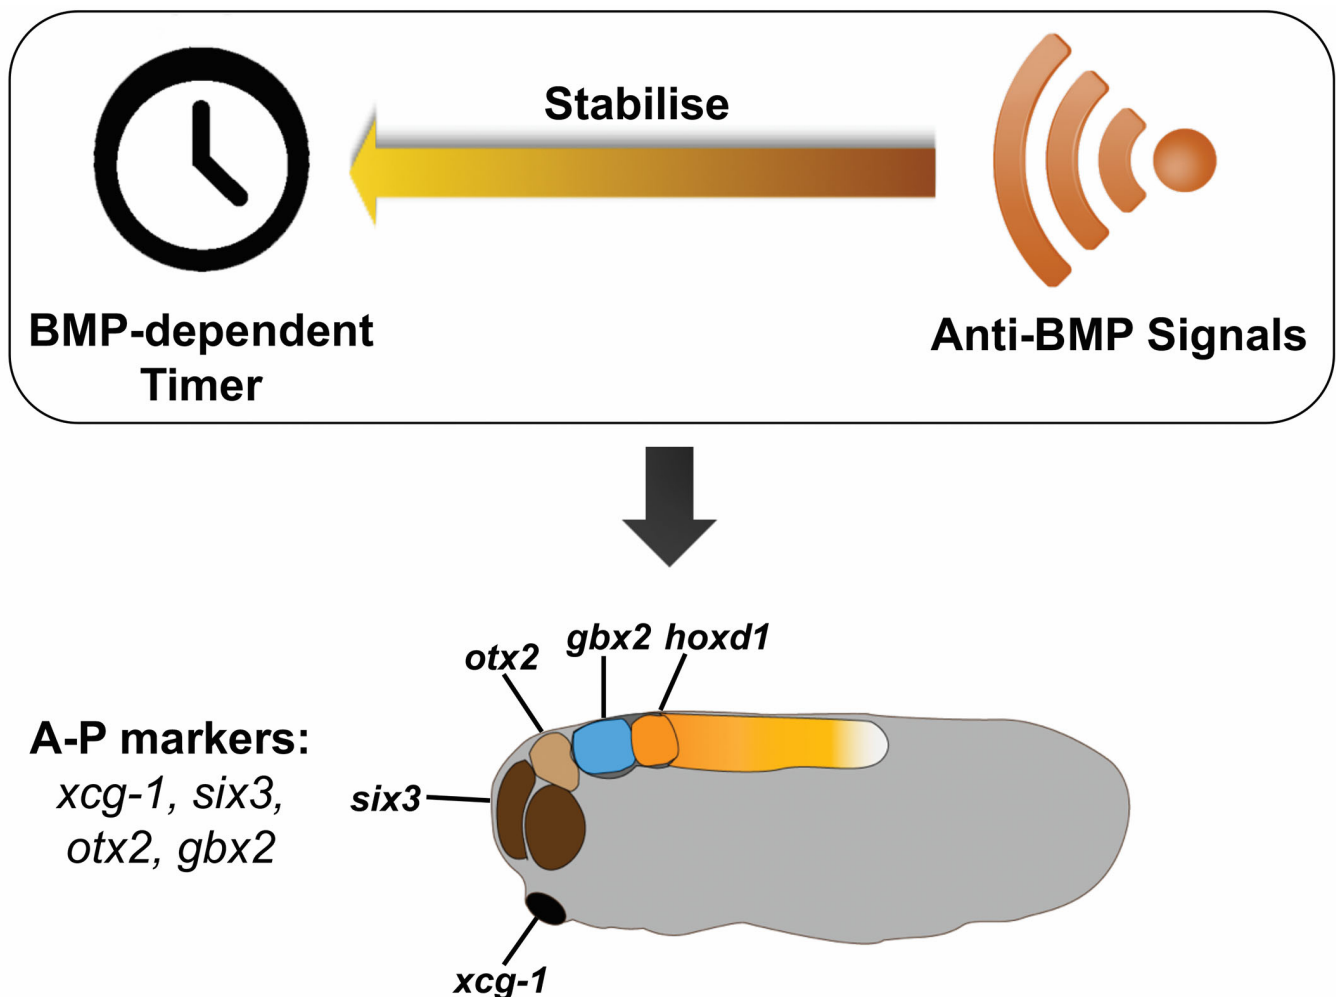 Stabilise
BMP-dependent
Timer
Anti-BMP Signals
otx2
gbx2
hoxd1
A-P markers:
xcg-1, six3,
otx2, gbx2
six3
xcg-1